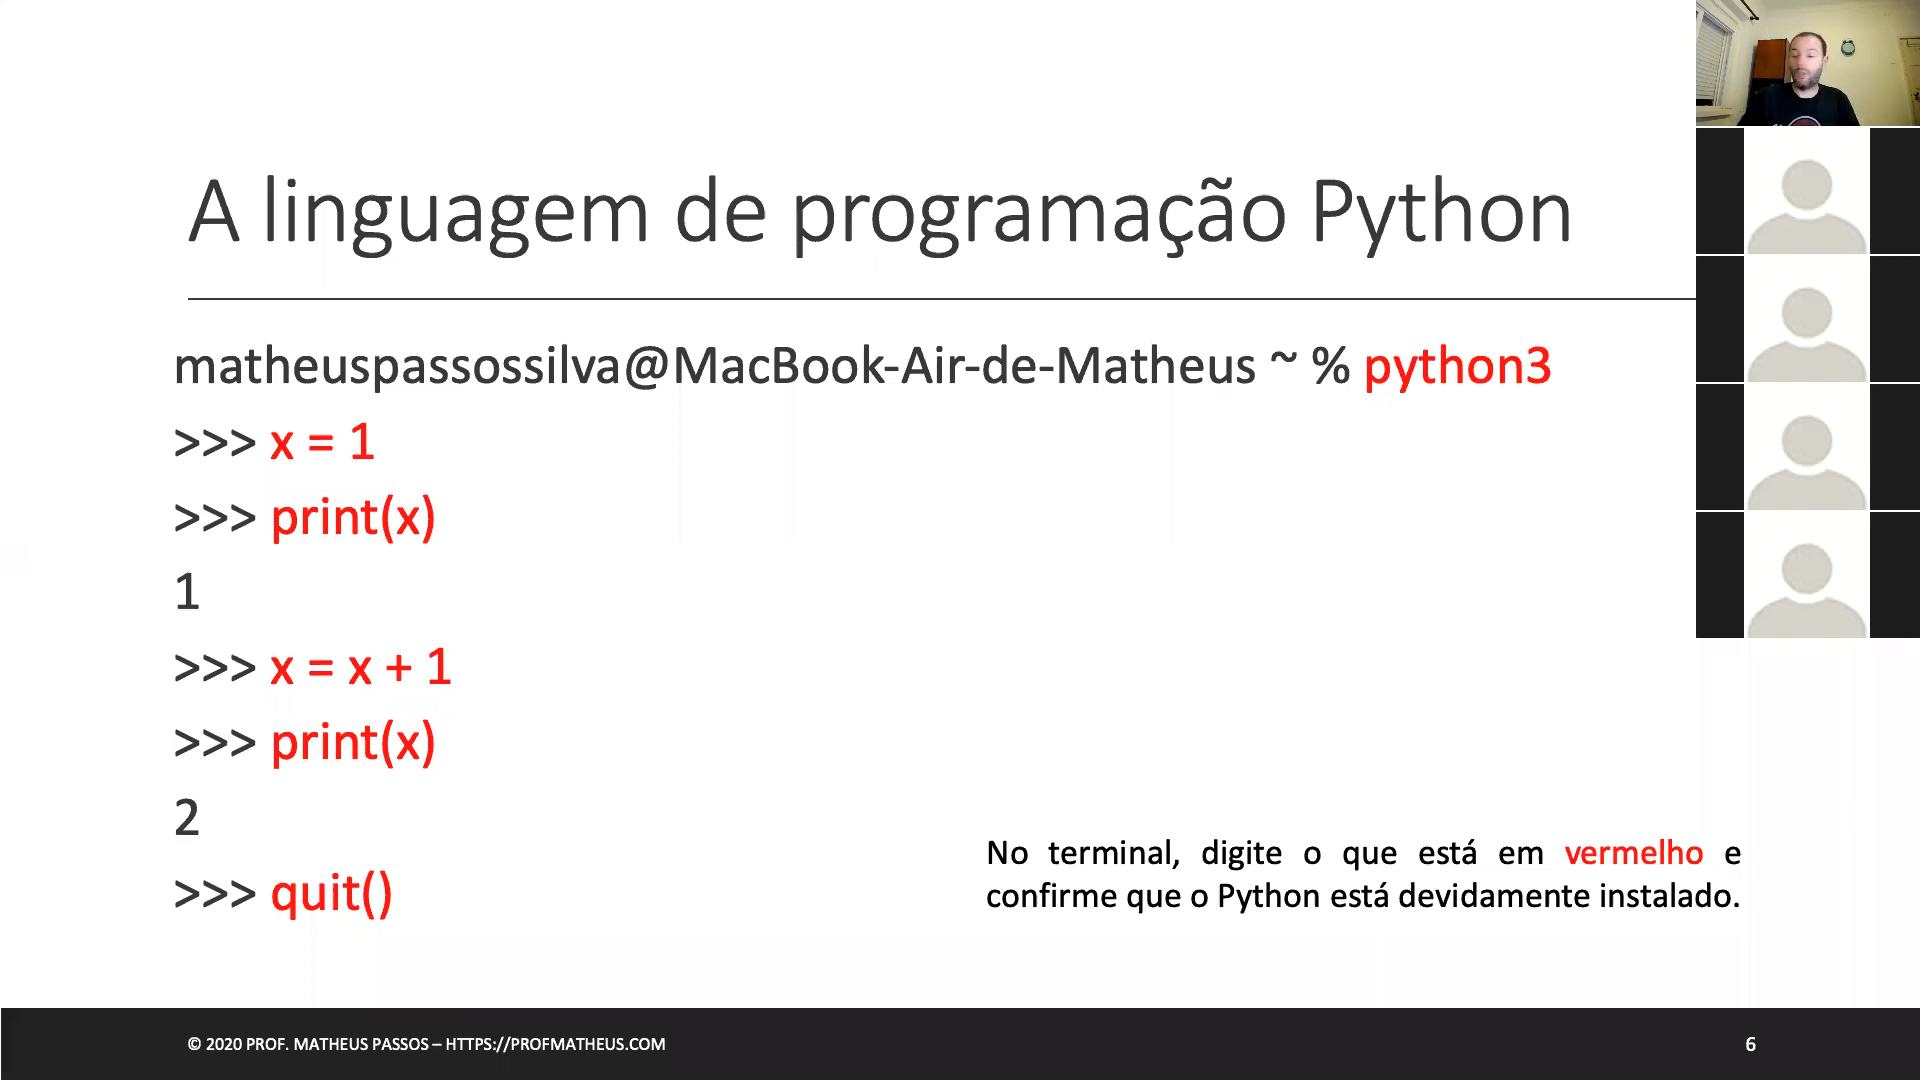 A linguagem de programação Python
matheuspassossilva@MacBook-Air-de-Matheus ~ % python3
>>> x = 1
>>> print(x)
1
>>> x = x + 1
>>> print(x)
2
>>> quit()
No terminal, digite o que está em vermelho e
confirme que o Python está devidamente instalado.
© 2020 PROF. MATHEUS PASSOS – HTTPS://PROFMATHEUS.COM
6